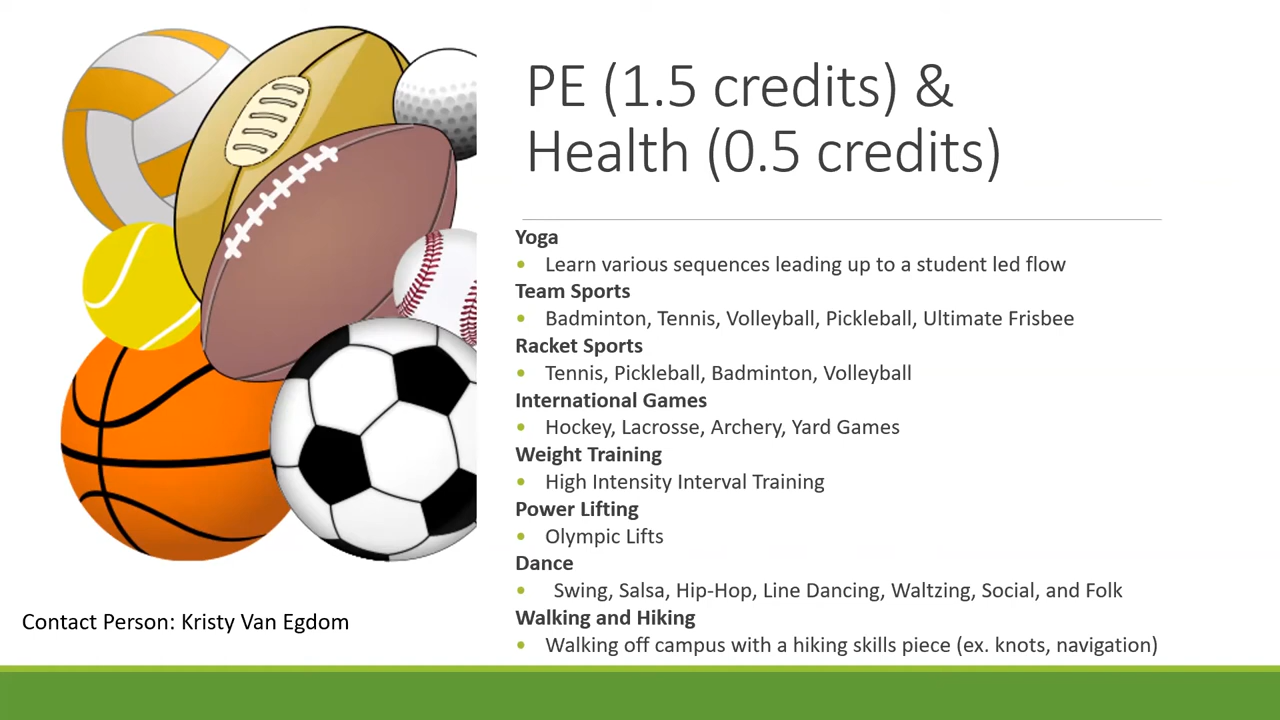 PE (1.5 credits) &
Health (0.5 credits)
Yoga
• Learn various sequences leading up to a student led flow
Team Sports
• Badminton, Tennis, Volleyball, Pickleball, Ultimate Frisbee
Racket Sports
• Tennis, Pickleball, Badminton, Volleyball
International Games
• Hockey, Lacrosse, Archery, Yard Games
Weight Training
• High Intensity Interval Training
Power Lifting
• Olympic Lifts
Dance
• Swing, Salsa, Hip-Hop, Line Dancing, Waltzing, Social, and Folk
Walking and Hiking
• Walking off campus with a hiking skills piece (ex. knots, navigation)
Contact Person: Kristy Van Egdom